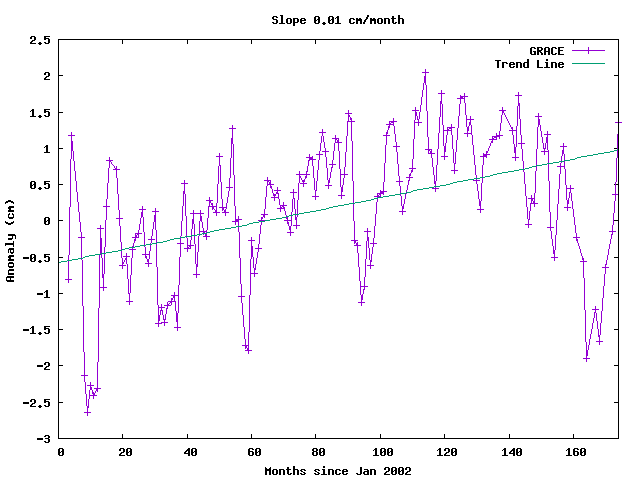 Slope 0.01 cm/month
GRACE
Trend Line
2.5
2
1.5
1
0.5
0
-0.5
-1
-1.5
-2
-2.5
-3
Anomaly (cm)
0 20 40 60 80 100 120 140 160
Months since Jan 2002